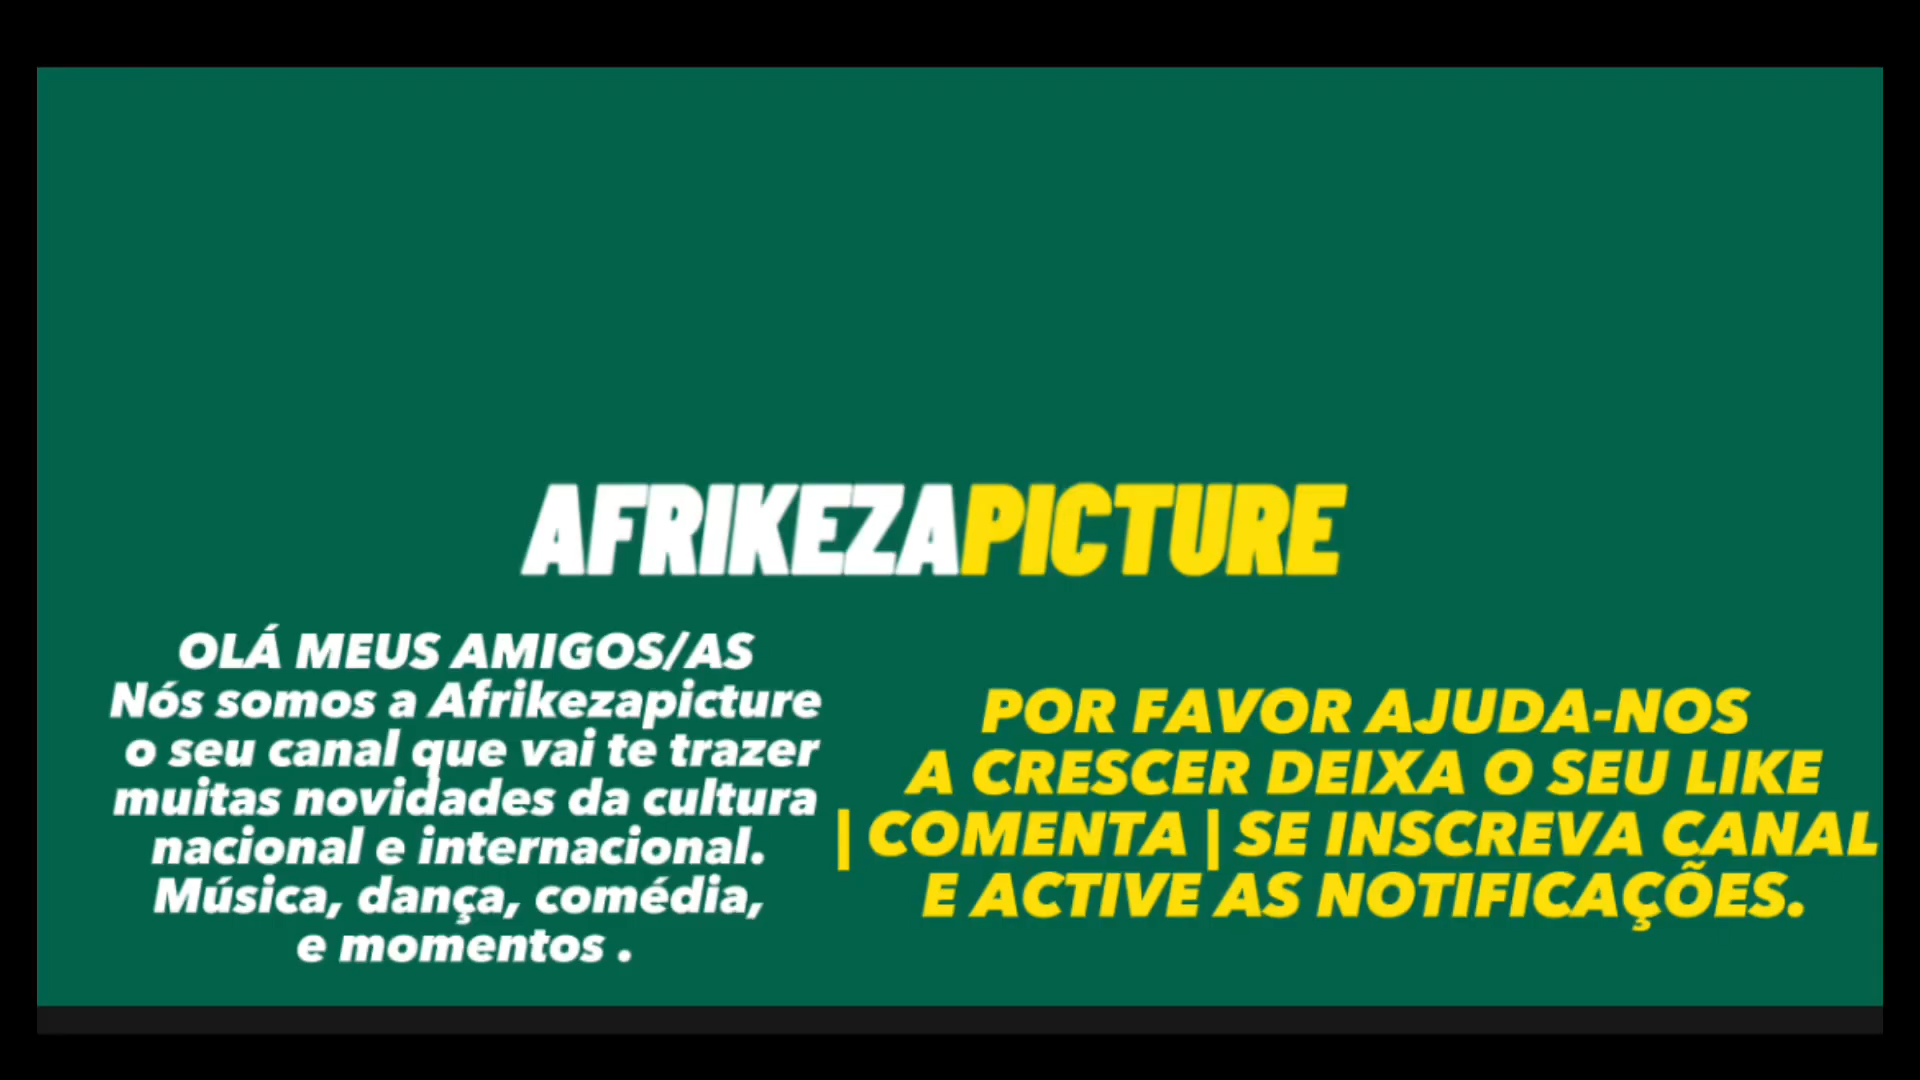 AFRIKEZAPICTURE
OLÁ MEUS AMIGOS/AS
Nós somos a Afrikezapicture
o seu canal que vai te trazer
muitas novidades da cultura
nacional e internacional.
Música, dança, comédia,
e momentos .
POR FAVOR AJUDA-NOS
A CRESCER DEIXA O SEU LIKE
| COMENTA | SE INSCREVA CANAL
E ACTIVE AS NOTIFICAÇÕES.